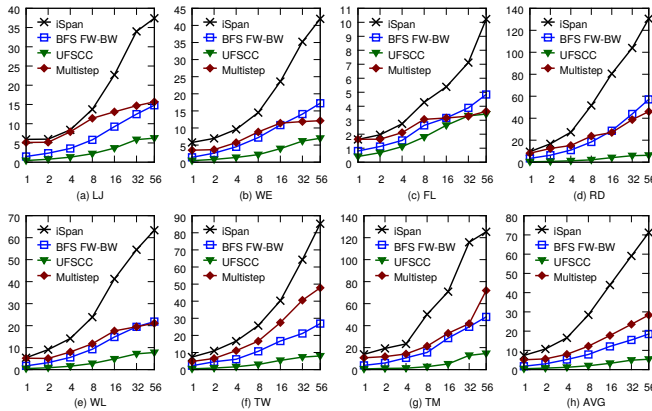 40
35
30
25
20
15
10
5
0
iSpan
BFS FW-BW
UFSCC
Multistep
1 2 4 8 16 32 56
(a) LJ
45
40
35
30
25
20
15
10
5
0
iSpan
BFS FW-BW
UFSCC
Multistep
1 2 4 8 16 32 56
(b) WE
11
10
9
8
7
6
5
4
3
2
1
0
iSpan
BFS FW-BW
UFSCC
Multistep
1 2 4 8 16 32 56
(c) FL
140
120
100
80
60
40
20
0
iSpan
BFS FW-BW
UFSCC
Multistep
1 2 4 8 16 32 56
(d) RD
70
60
50
40
30
20
10
0
iSpan
BFS FW-BW
UFSCC
Multistep
1 2 4 8 16 32 56
(e) WL
90
80
70
60
50
40
30
20
10
0
iSpan
BFS FW-BW
UFSCC
Multistep
1 2 4 8 16 32 56
(f) TW
140
120
100
80
60
40
20
0
iSpan
BFS FW-BW
UFSCC
Multistep
1 2 4 8 16 32 56
(g) TM
80
70
60
50
40
30
20
10
0
iSpan
BFS FW-BW
UFSCC
Multistep
1 2 4 8 16 32 56
(h) AVG